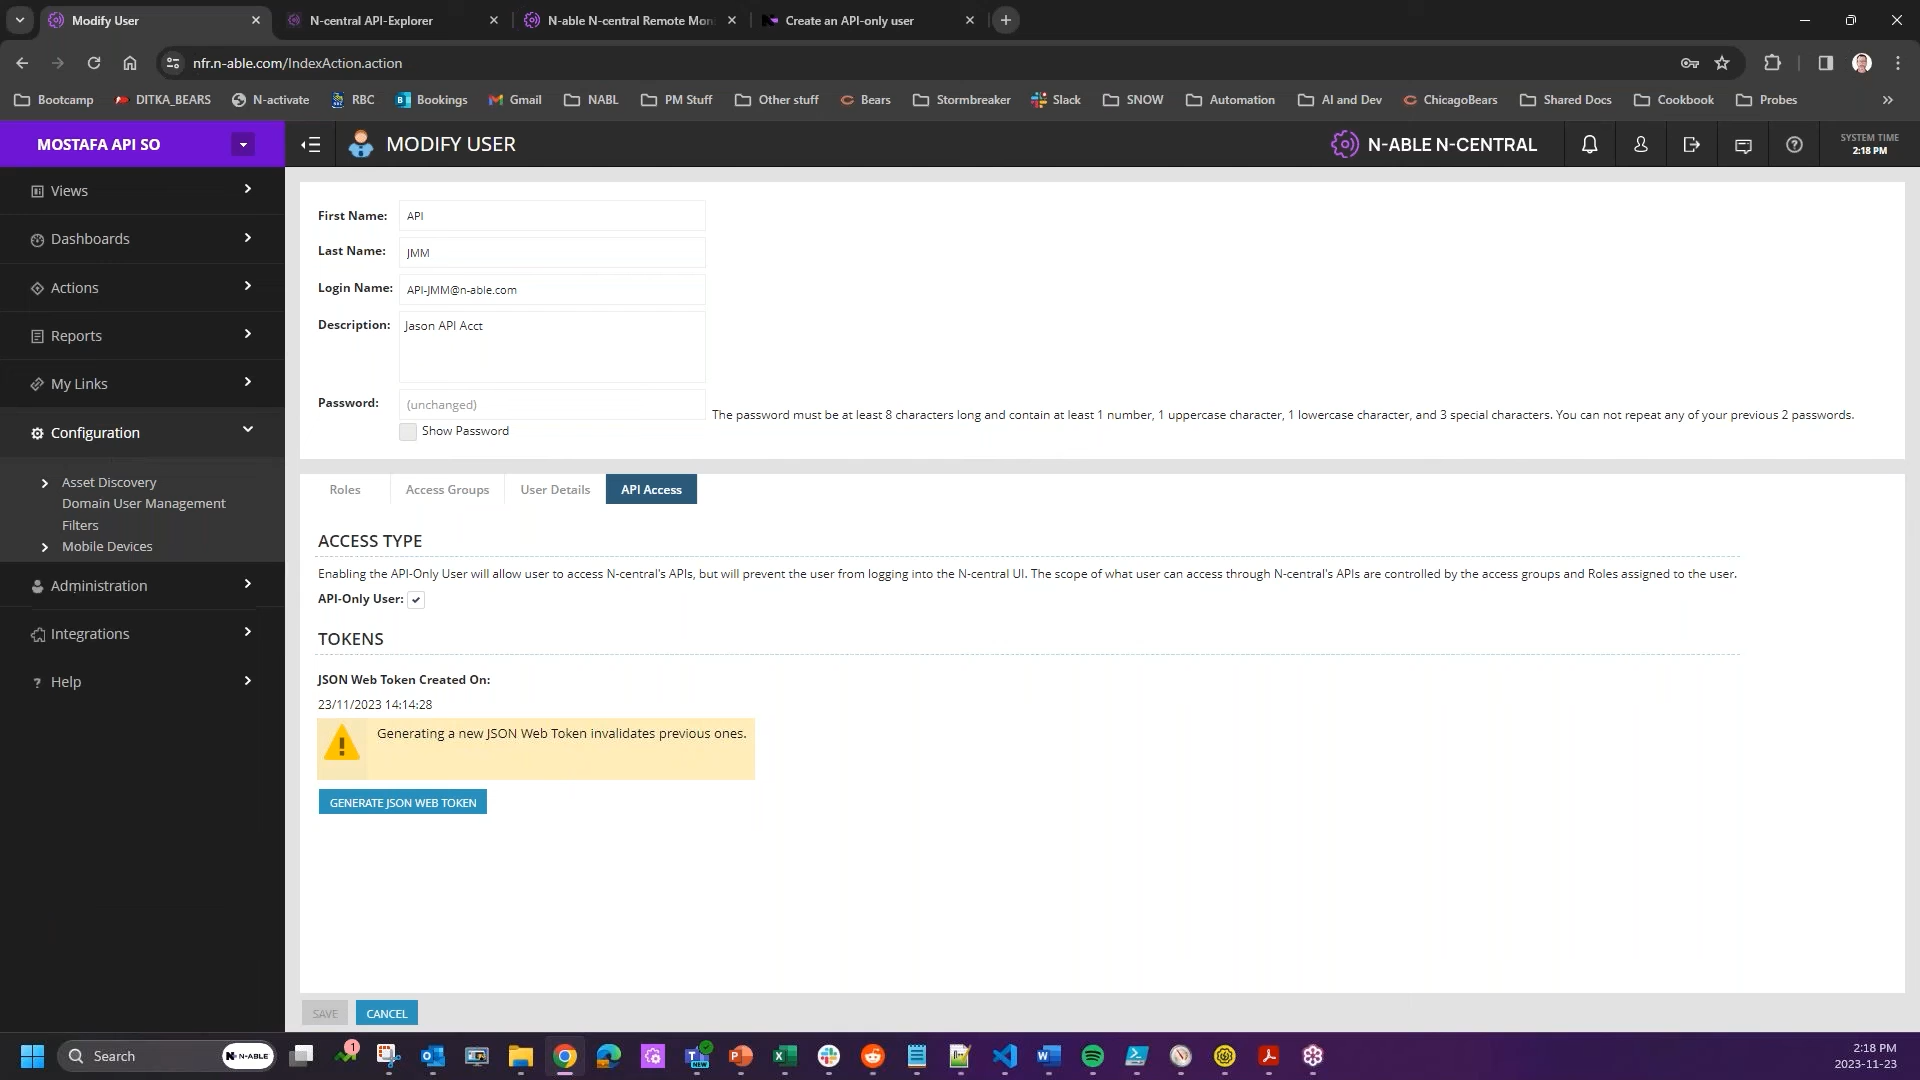 Modify User
N-central API-Explorer
N-able N-central Remote Mon
Create an API-only user
nfr.n-able.com/IndexAction.action
Bootcamp
DITKA_BEARS
N-activate
RBC
Bookings
Gmail
NABL
PM Stuff
Other stuff
Bears
Stormbreaker
Slack
SNOW
Automation
AI and Dev
ChicagoBears
Shared Docs
Cookbook
Probes
MOSTAFA API SO
MODIFY USER
N-ABLE N-CENTRAL
SYSTEM TIME
2:18 PM
Views
Dashboards
Actions
Reports
My Links
Configuration
Asset Discovery
Domain User Management
Filters
Mobile Devices
Administration
Integrations
Help
First Name: API
Last Name: JMM
Login Name: API-JMM@n-able.com
Description: Jason API Acct
Password: (unchanged)
The password must be at least 8 characters long and contain at least 1 number, 1 uppercase character, 1 lowercase character, and 3 special characters. You can not repeat any of your previous 2 passwords.
Show Password
Roles
Access Groups
User Details
API Access
ACCESS TYPE
Enabling the API-Only User will allow user to access N-central's APIs, but will prevent the user from logging into the N-central UI. The scope of what user can access through N-central's APIs are controlled by the access groups and Roles assigned to the user.
API-Only User:
TOKENS
JSON Web Token Created On:
23/11/2023 14:14:28
Generating a new JSON Web Token invalidates previous ones.
GENERATE JSON WEB TOKEN
SAVE
CANCEL
Search
N-ABLE
1
NEW
2:18 PM
2023-11-23